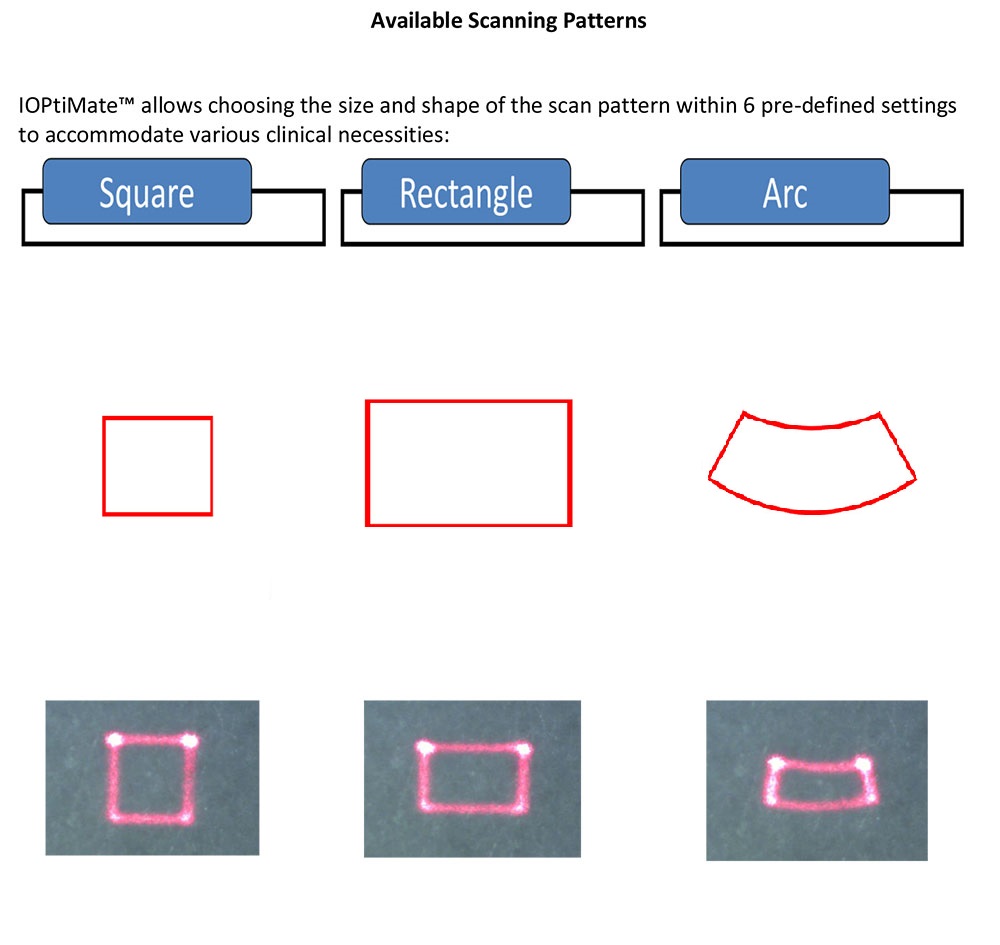 Available Scanning Patterns
IOPtiMate™ allows choosing the size and shape of the scan pattern within 6 pre-defined settings
to accommodate various clinical necessities:
Square
Rectangle
Arc